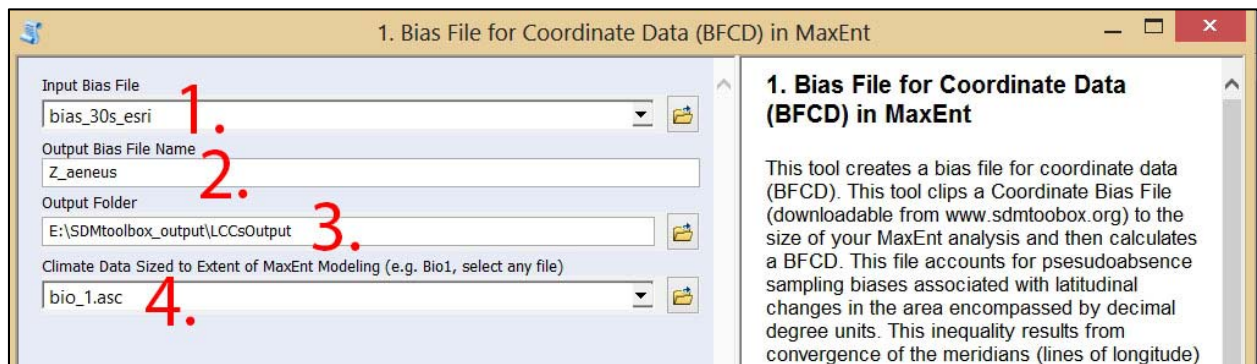 1. Bias File for Coordinate Data (BFCD) in MaxEnt
Input Bias File
1.
bias_30s_esri
Output Bias File Name
2.
Z_aeneus
Output Folder
3.
E:\SDMtoolbox_output\LCCsOutput
Climate Data Sized to Extent of MaxEnt Modeling (e.g. Bio1, select any file)
4.
bio_1.asc
1. Bias File for Coordinate Data
(BFCD) in MaxEnt
This tool creates a bias file for coordinate data
(BFCD). This tool clips a Coordinate Bias File
(downloadable from www.sdmtoobox.org) to the
size of your MaxEnt analysis and then calculates
a BFCD. This file accounts for psesudoabsence
sampling biases associated with latitudinal
changes in the area encompassed by decimal
degree units. This inequality results from
convergence of the meridians (lines of longitude)